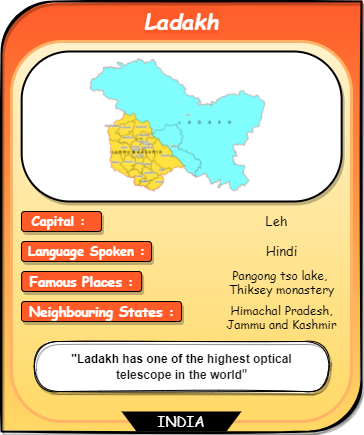 Ladakh
LADAKH
JAMMU & KASHMIR
Capital :
Leh
Language Spoken :
Hindi
Famous Places :
Pangong tso lake,
Thiksey monastery
Neighbouring States :
Himachal Pradesh,
Jammu and Kashmir
"Ladakh has one of the highest optical
telescope in the world”
INDIA